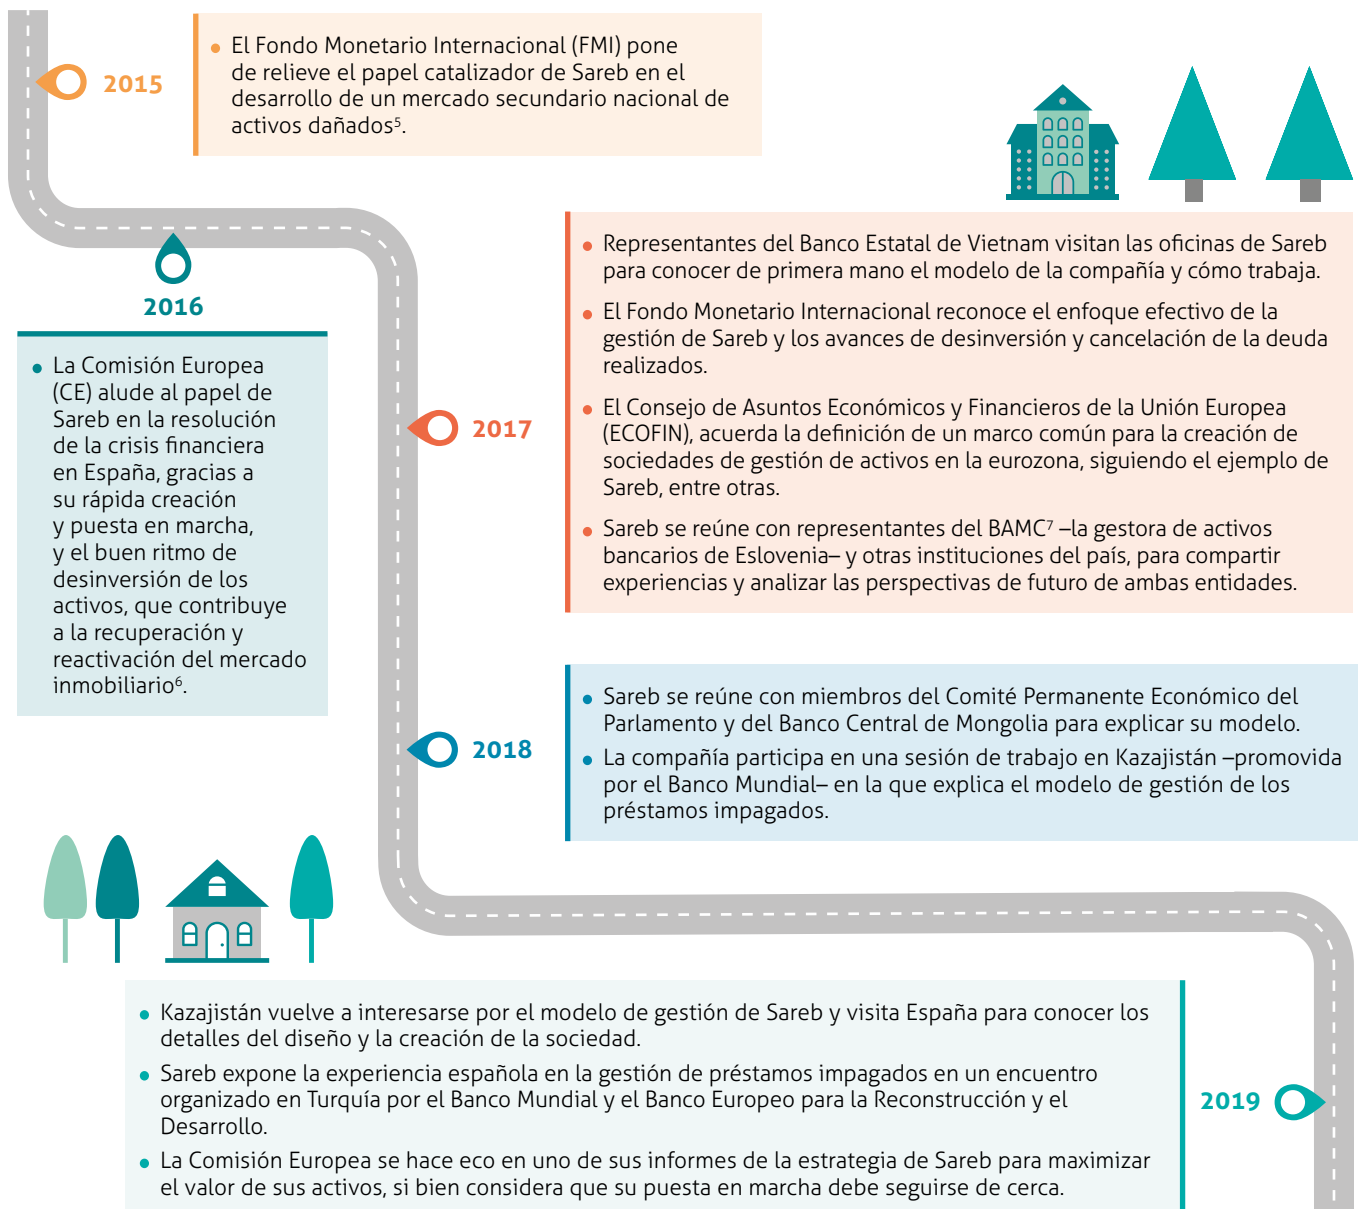 2015
• El Fondo Monetario Internacional (FMI) pone
de relieve el papel catalizador de Sareb en el
desarrollo de un mercado secundario nacional de
activos dañados⁵.
2016
• La Comisión Europea
(CE) alude al papel de
Sareb en la resolución
de la crisis financiera
en España, gracias a
su rápida creación
y puesta en marcha,
y el buen ritmo de
desinversión de los
activos, que contribuye
a la recuperación y
reactivación del mercado
inmobiliario⁶.
2017
• Representantes del Banco Estatal de Vietnam visitan las oficinas de Sareb
para conocer de primera mano el modelo de la compañía y cómo trabaja.
• El Fondo Monetario Internacional reconoce el enfoque efectivo de la
gestión de Sareb y los avances de desinversión y cancelación de la deuda
realizados.
• El Consejo de Asuntos Económicos y Financieros de la Unión Europea
(ECOFIN), acuerda la definición de un marco común para la creación de
sociedades de gestión de activos en la eurozona, siguiendo el ejemplo de
Sareb, entre otras.
• Sareb se reúne con representantes del BAMC⁷ –la gestora de activos
bancarios de Eslovenia– y otras instituciones del país, para compartir
experiencias y analizar las perspectivas de futuro de ambas entidades.
2018
• Sareb se reúne con miembros del Comité Permanente Económico del
Parlamento y del Banco Central de Mongolia para explicar su modelo.
• La compañía participa en una sesión de trabajo en Kazajistán –promovida
por el Banco Mundial– en la que explica el modelo de gestión de los
préstamos impagados.
• Kazajistán vuelve a interesarse por el modelo de gestión de Sareb y visita España para conocer los
detalles del diseño y la creación de la sociedad.
• Sareb expone la experiencia española en la gestión de préstamos impagados en un encuentro
organizado en Turquía por el Banco Mundial y el Banco Europeo para la Reconstrucción y el
Desarrollo.
• La Comisión Europea se hace eco en uno de sus informes de la estrategia de Sareb para maximizar
el valor de sus activos, si bien considera que su puesta en marcha debe seguirse de cerca.
2019